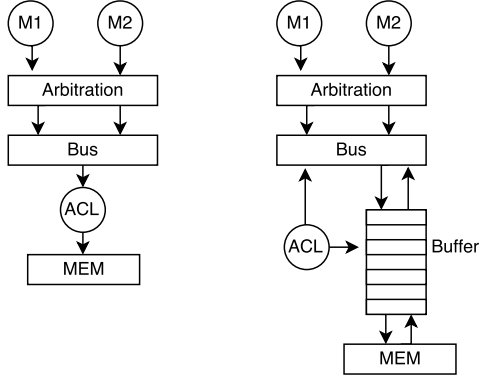 M1 M2
Arbitration
Bus
ACL
MEM
M1 M2
Arbitration
Bus
ACL
Buffer
MEM